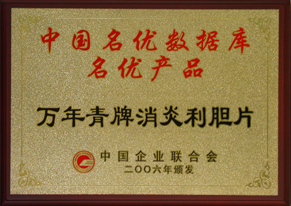 中国名优数据库
名优产品
万年青牌消炎利胆片
中国企业联合会
二〇〇六年颁发